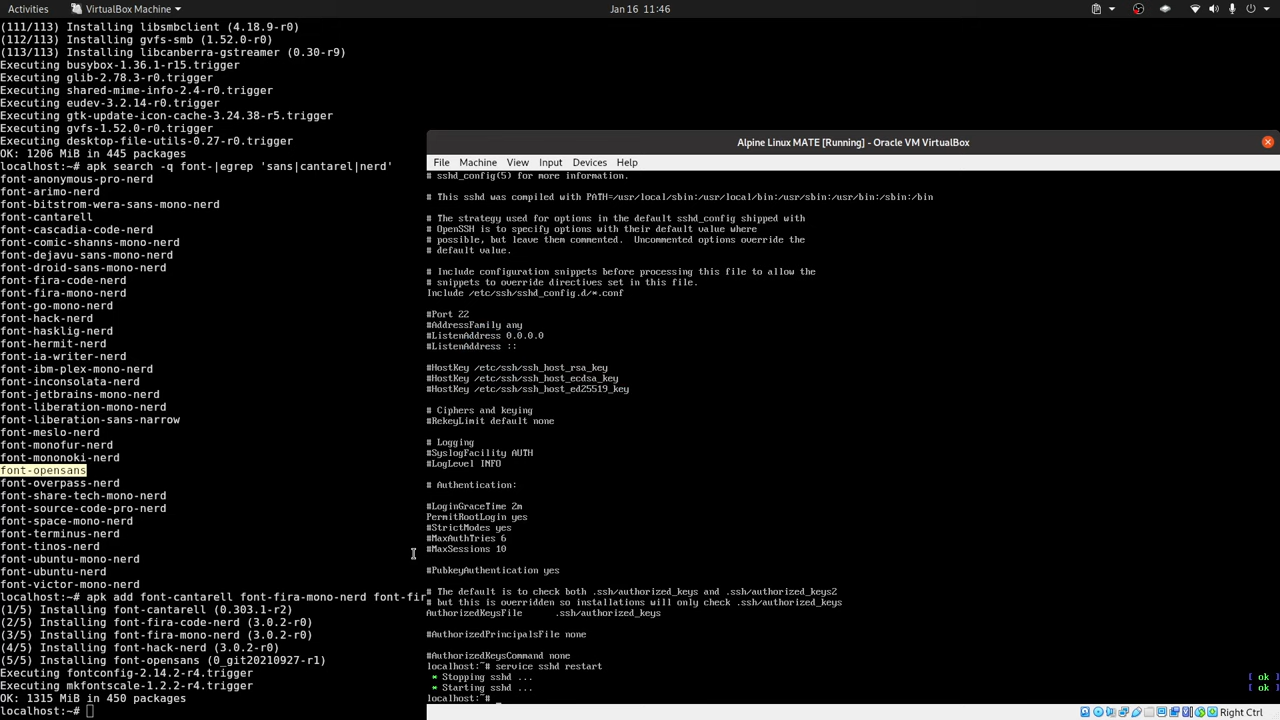 Activities
VirtualBox Machine
Jan 16 11:46
(111/113) Installing libsmbclient (4.18.9-r0)
(112/113) Installing gvfs-smb (1.52.0-r0)
(113/113) Installing libcanberra-gstreamer (0.30-r9)
Executing busybox-1.36.1-r15.trigger
Executing glib-2.78.3-r0.trigger
Executing shared-mime-info-2.4-r0.trigger
Executing eudev-3.2.14-r0.trigger
Executing gtk-update-icon-cache-3.24.38-r5.trigger
Executing gvfs-1.52.0-r0.trigger
Executing desktop-file-utils-0.27-r0.trigger
OK: 1206 MiB in 445 packages
localhost:~# apk search -q font-|egrep 'sans|cantarel|nerd'
font-anonymous-pro-nerd
font-arimo-nerd
font-bitstrom-wera-sans-mono-nerd
font-cantarell
font-cascadia-code-nerd
font-comic-shanns-mono-nerd
font-dejavu-sans-mono-nerd
font-droid-sans-mono-nerd
font-fira-code-nerd
font-fira-mono-nerd
font-go-mono-nerd
font-hack-nerd
font-hasklig-nerd
font-hermit-nerd
font-ia-writer-nerd
font-ibm-plex-mono-nerd
font-inconsolata-nerd
font-jetbrains-mono-nerd
font-liberation-mono-nerd
font-liberation-sans-narrow
font-meslo-nerd
font-monofur-nerd
font-mononoki-nerd
font-opensans
font-overpass-nerd
font-share-tech-mono-nerd
font-source-code-pro-nerd
font-space-mono-nerd
font-terminus-nerd
font-tinos-nerd
font-ubuntu-mono-nerd
font-ubuntu-nerd
font-victor-mono-nerd
localhost:~# apk add font-cantarell font-fira-mono-nerd font-fir
(1/5) Installing font-cantarell (0.303.1-r2)
(2/5) Installing font-fira-code-nerd (3.0.2-r0)
(3/5) Installing font-fira-mono-nerd (3.0.2-r0)
(4/5) Installing font-hack-nerd (3.0.2-r0)
(5/5) Installing font-opensans (0_git20210927-r1)
Executing fontconfig-2.14.2-r4.trigger
Executing mkfontscale-1.2.2-r4.trigger
OK: 1315 MiB in 450 packages
localhost:~#
Alpine Linux MATE [Running] - Oracle VM VirtualBox
File Machine View Input Devices Help
# sshd_config(5) for more information.
# This sshd was compiled with PATH=/usr/local/sbin:/usr/local/bin:/usr/sbin:/usr/bin:/sbin:/bin
# The strategy used for options in the default sshd_config shipped with
# OpenSSH is to specify options with their default value where
# possible, but leave them commented.  Uncommented options override the
# default value.
# Include configuration snippets before processing this file to allow the
# snippets to override directives set in this file.
Include /etc/ssh/sshd_config.d/*.conf
#Port 22
#AddressFamily any
#ListenAddress 0.0.0.0
#ListenAddress ::
#HostKey /etc/ssh/ssh_host_rsa_key
#HostKey /etc/ssh/ssh_host_ecdsa_key
#HostKey /etc/ssh/ssh_host_ed25519_key
# Ciphers and keying
#RekeyLimit default none
# Logging
#SyslogFacility AUTH
#LogLevel INFO
# Authentication:
#LoginGraceTime 2m
PermitRootLogin yes
#StrictModes yes
#MaxAuthTries 6
#MaxSessions 10
#PubkeyAuthentication yes
# The default is to check both .ssh/authorized_keys and .ssh/authorized_keys2
# but this is overridden so installations will only check .ssh/authorized_keys
AuthorizedKeysFile      .ssh/authorized_keys
#AuthorizedPrincipalsFile none
#AuthorizedKeysCommand none
localhost:~# service sshd restart
* Stopping sshd ... [ ok
* Starting sshd ... [ ok
localhost:~# _
Right Ctrl